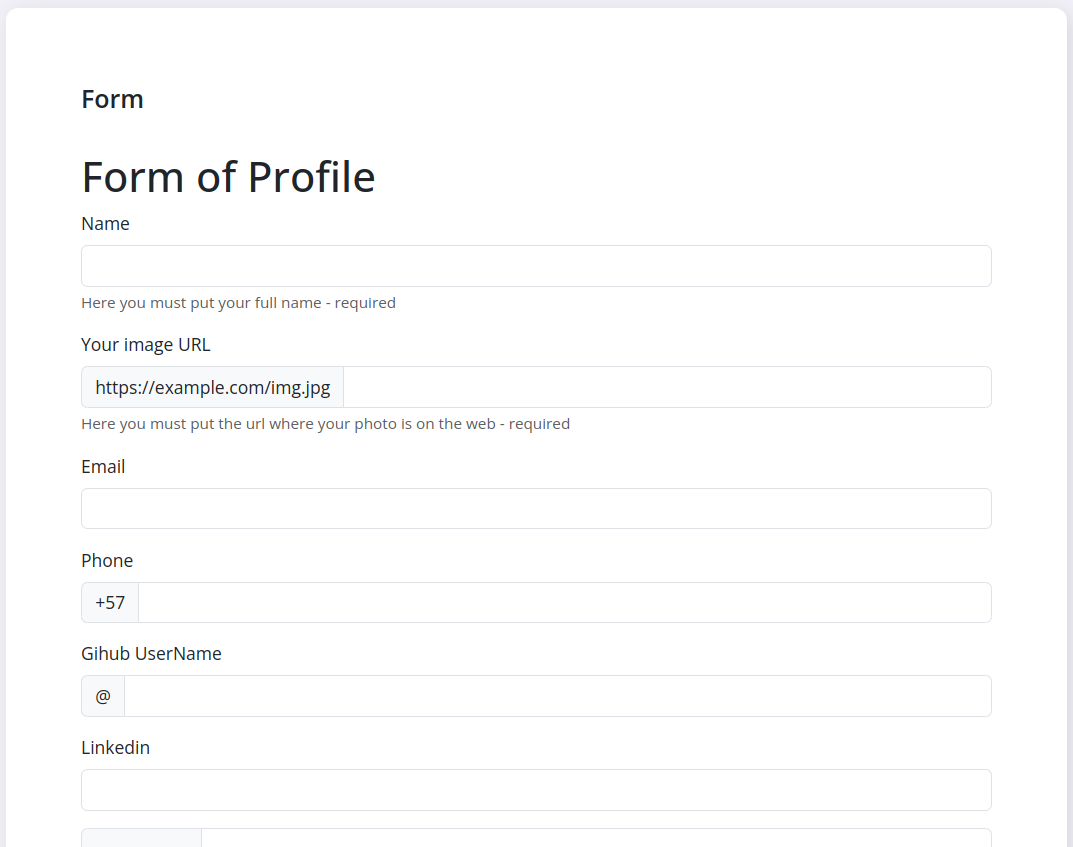 Form
Form of Profile
Name
Here you must put your full name - required
Your image URL
https://example.com/img.jpg
Here you must put the url where your photo is on the web - required
Email
Phone
+57
Gihub UserName
@
Linkedin